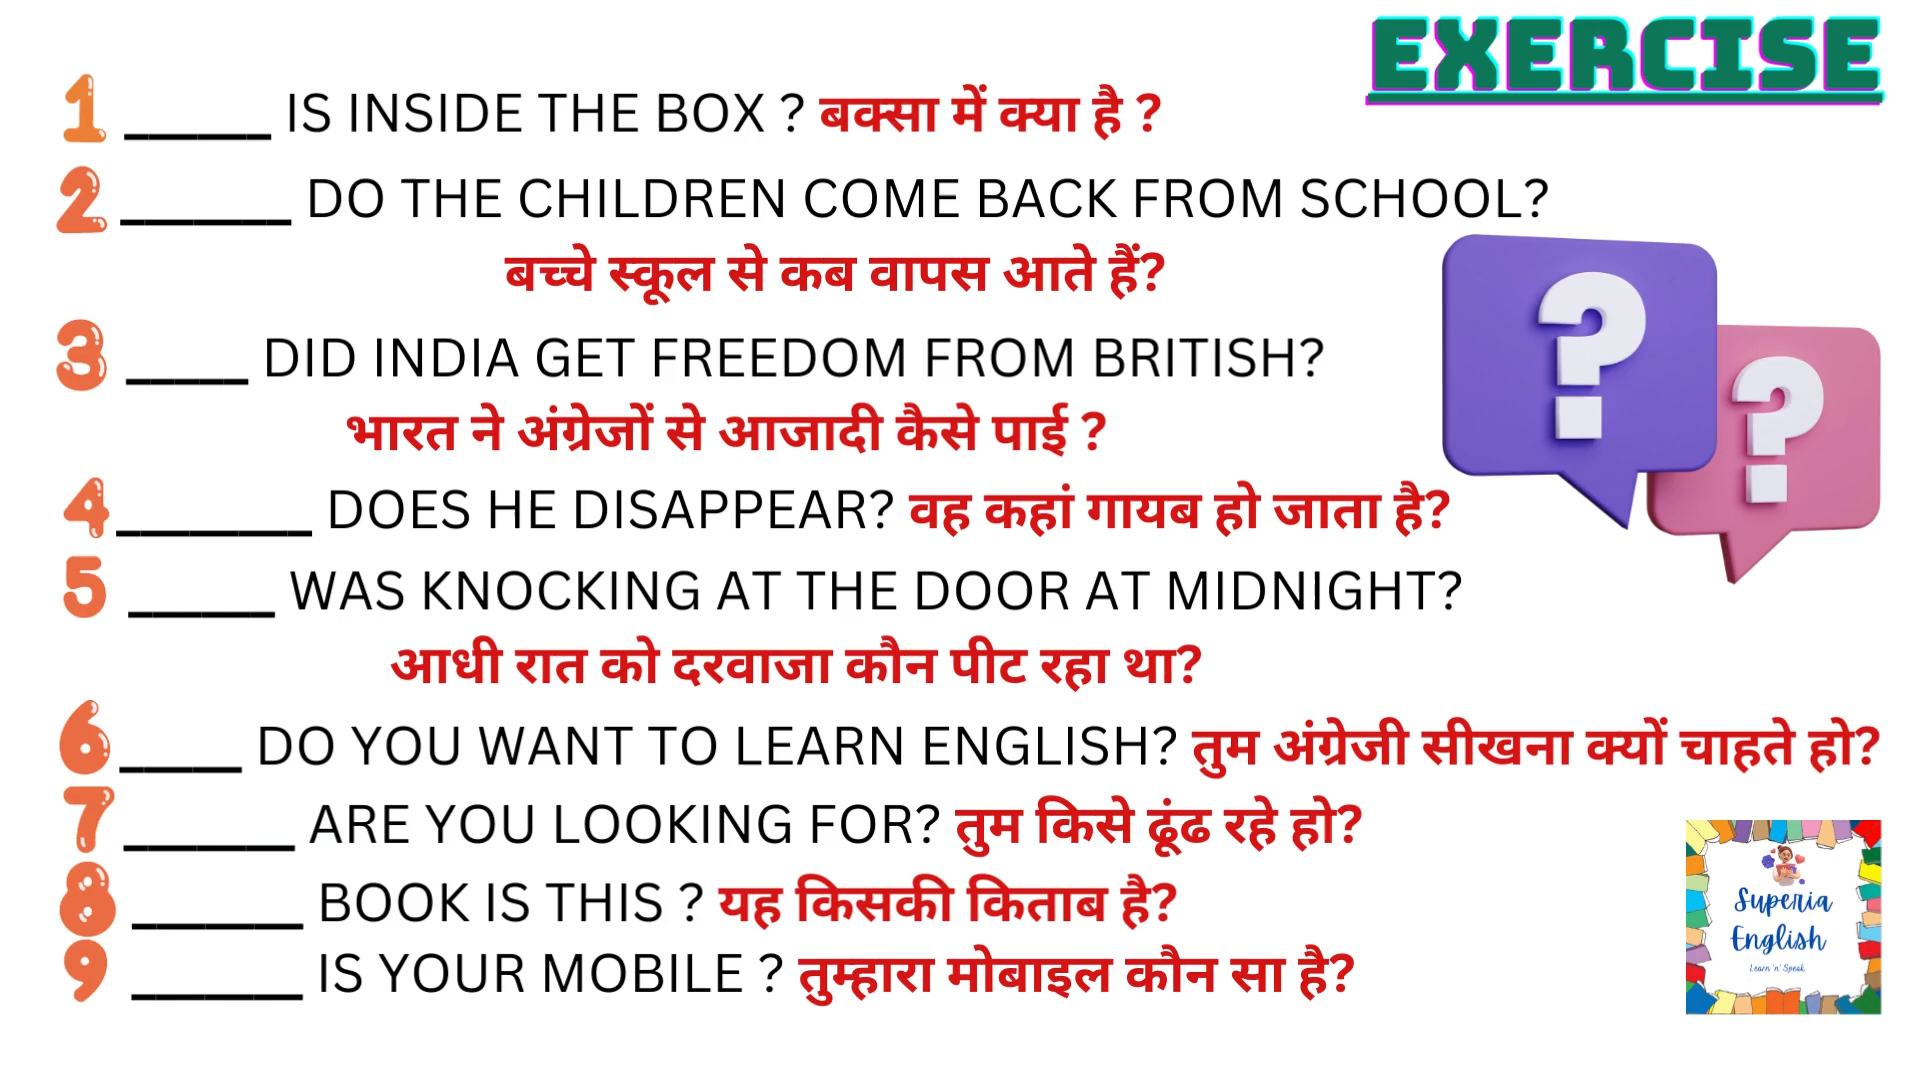 EXERCISE
1 ______ IS INSIDE THE BOX ? बक्सा में क्या है ?
2 _______ DO THE CHILDREN COME BACK FROM SCHOOL?
बच्चे स्कूल से कब वापस आते हैं?
3 _____ DID INDIA GET FREEDOM FROM BRITISH?
भारत ने अंग्रेजों से आजादी कैसे पाई ?
4 ________ DOES HE DISAPPEAR? वह कहां गायब हो जाता है?
5 ______ WAS KNOCKING AT THE DOOR AT MIDNIGHT?
आधी रात को दरवाजा कौन पीट रहा था?
6 _____ DO YOU WANT TO LEARN ENGLISH? तुम अंग्रेजी सीखना क्यों चाहते हो?
7 _______ ARE YOU LOOKING FOR? तुम किसे ढूंढ रहे हो?
8 _______ BOOK IS THIS ? यह किसकी किताब है?
9 _______ IS YOUR MOBILE ? तुम्हारा मोबाइल कौन सा है?
? ?
Superia
English
Learn 'n' Speak